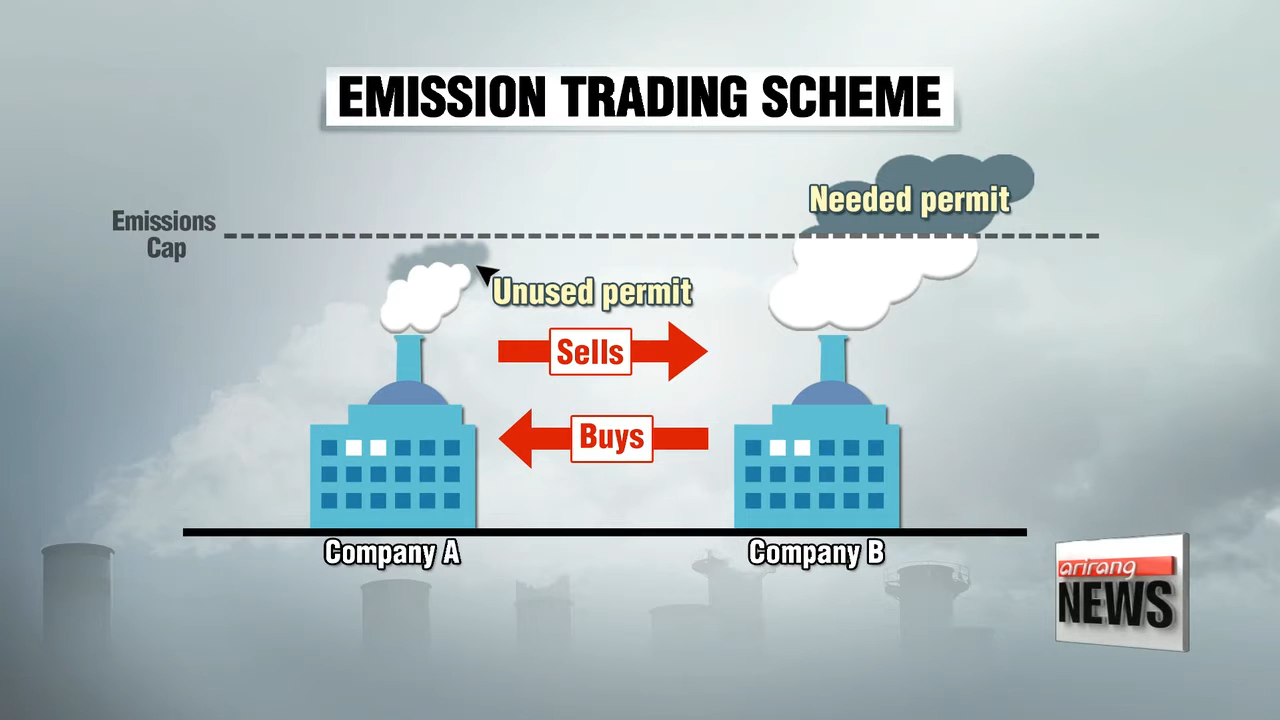 EMISSION TRADING SCHEME
Needed permit
Emissions
Cap
Unused permit
Sells
Buys
Company A
Company B
arirang
NEWS